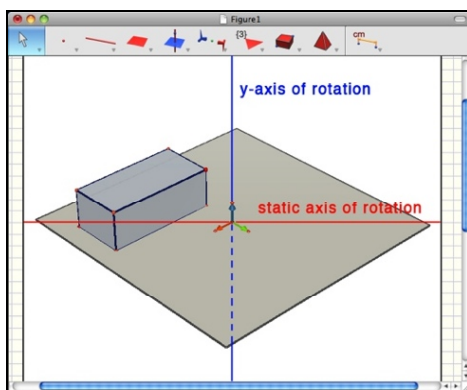 Figure1
{3}
cm
y-axis of rotation
static axis of rotation